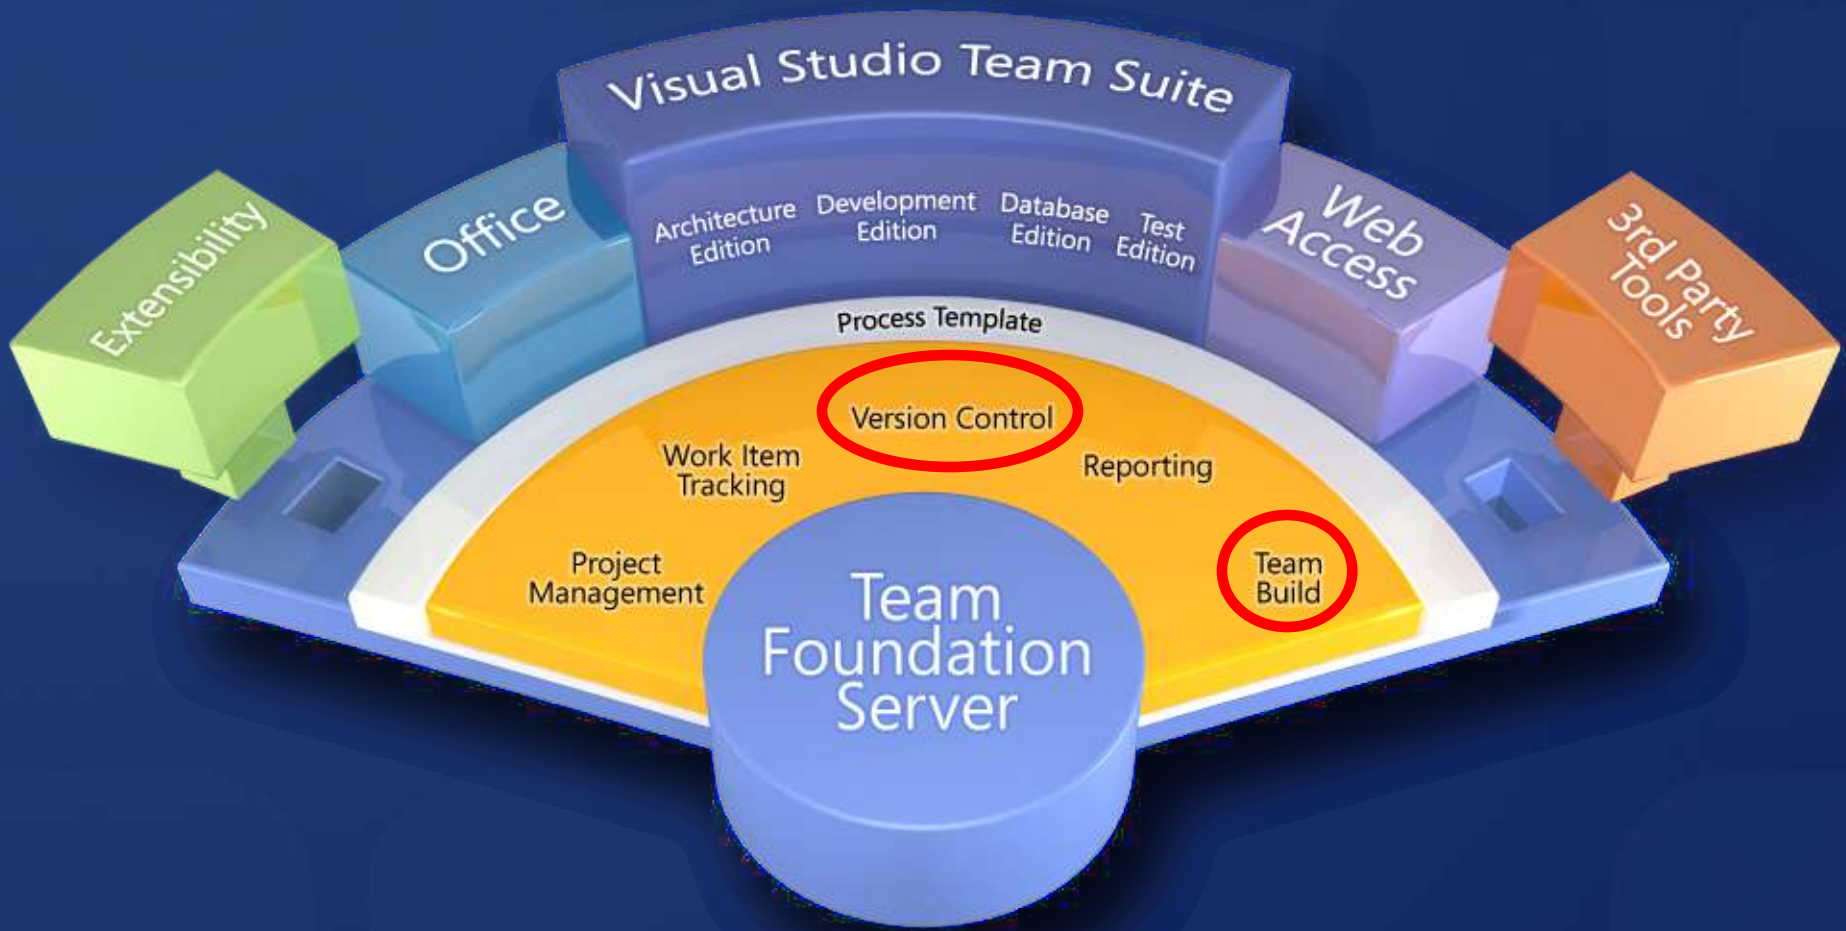 Visual Studio Team Suite
Extensibility
Office
Architecture
Edition
Development
Edition
Database
Edition
Test
Edition
Web
Access
3rd Party
Tools
Process Template
Version Control
Work Item
Tracking
Reporting
Project
Management
Team
Build
Team
Foundation
Server